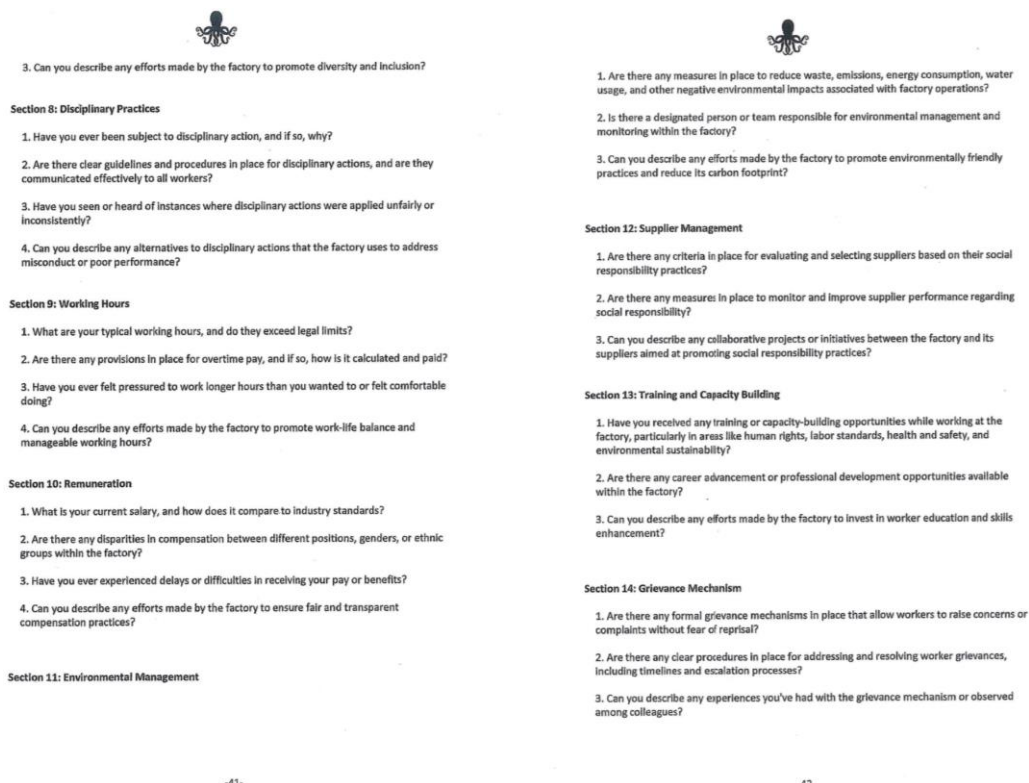 3. Can you describe any efforts made by the factory to promote diversity and inclusion?
Section 8: Disciplinary Practices
1. Have you ever been subject to disciplinary action, and if so, why?
2. Are there clear guidelines and procedures in place for disciplinary actions, and are they
communicated effectively to all workers?
3. Have you seen or heard of instances where disciplinary actions were applied unfairly or
inconsistently?
4. Can you describe any alternatives to disciplinary actions that the factory uses to address
misconduct or poor performance?
Section 9: Working Hours
1. What are your typical working hours, and do they exceed legal limits?
2. Are there any provisions in place for overtime pay, and if so, how is it calculated and paid?
3. Have you ever felt pressured to work longer hours than you wanted to or felt comfortable
doing?
4. Can you describe any efforts made by the factory to promote work-life balance and
manageable working hours?
Section 10: Remuneration
1. What is your current salary, and how does it compare to industry standards?
2. Are there any disparities in compensation between different positions, genders, or ethnic
groups within the factory?
3. Have you ever experienced delays or difficulties in receiving your pay or benefits?
4. Can you describe any efforts made by the factory to ensure fair and transparent
compensation practices?
Section 11: Environmental Management
1. Are there any measures in place to reduce waste, emissions, energy consumption, water
usage, and other negative environmental impacts associated with factory operations?
2. Is there a designated person or team responsible for environmental management and
monitoring within the factory?
3. Can you describe any efforts made by the factory to promote environmentally friendly
practices and reduce its carbon footprint?
Section 12: Supplier Management
1. Are there any criteria in place for evaluating and selecting suppliers based on their social
responsibility practices?
2. Are there any measures in place to monitor and improve supplier performance regarding
social responsibility?
3. Can you describe any collaborative projects or initiatives between the factory and its
suppliers aimed at promoting social responsibility practices?
Section 13: Training and Capacity Building
1. Have you received any training or capacity-building opportunities while working at the
factory, particularly in areas like human rights, labor standards, health and safety, and
environmental sustainability?
2. Are there any career advancement or professional development opportunities available
within the factory?
3. Can you describe any efforts made by the factory to invest in worker education and skills
enhancement?
Section 14: Grievance Mechanism
1. Are there any formal grievance mechanisms in place that allow workers to raise concerns or
complaints without fear of reprisal?
2. Are there any clear procedures in place for addressing and resolving worker grievances,
including timelines and escalation processes?
3. Can you describe any experiences you've had with the grievance mechanism or observed
among colleagues?